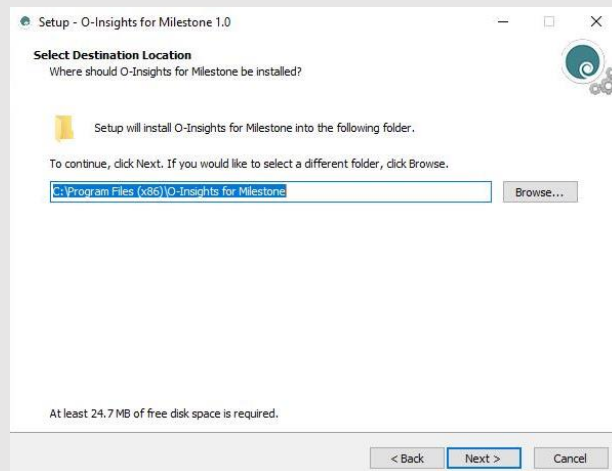 Setup - O-Insights for Milestone 1.0
Select Destination Location
Where should O-Insights for Milestone be installed?
Setup will install O-Insights for Milestone into the following folder.
To continue, click Next. If you would like to select a different folder, click Browse.
C:\Program Files (x86)\O-Insights for Milestone
Browse...
At least 24.7 MB of free disk space is required.
< Back
Next >
Cancel